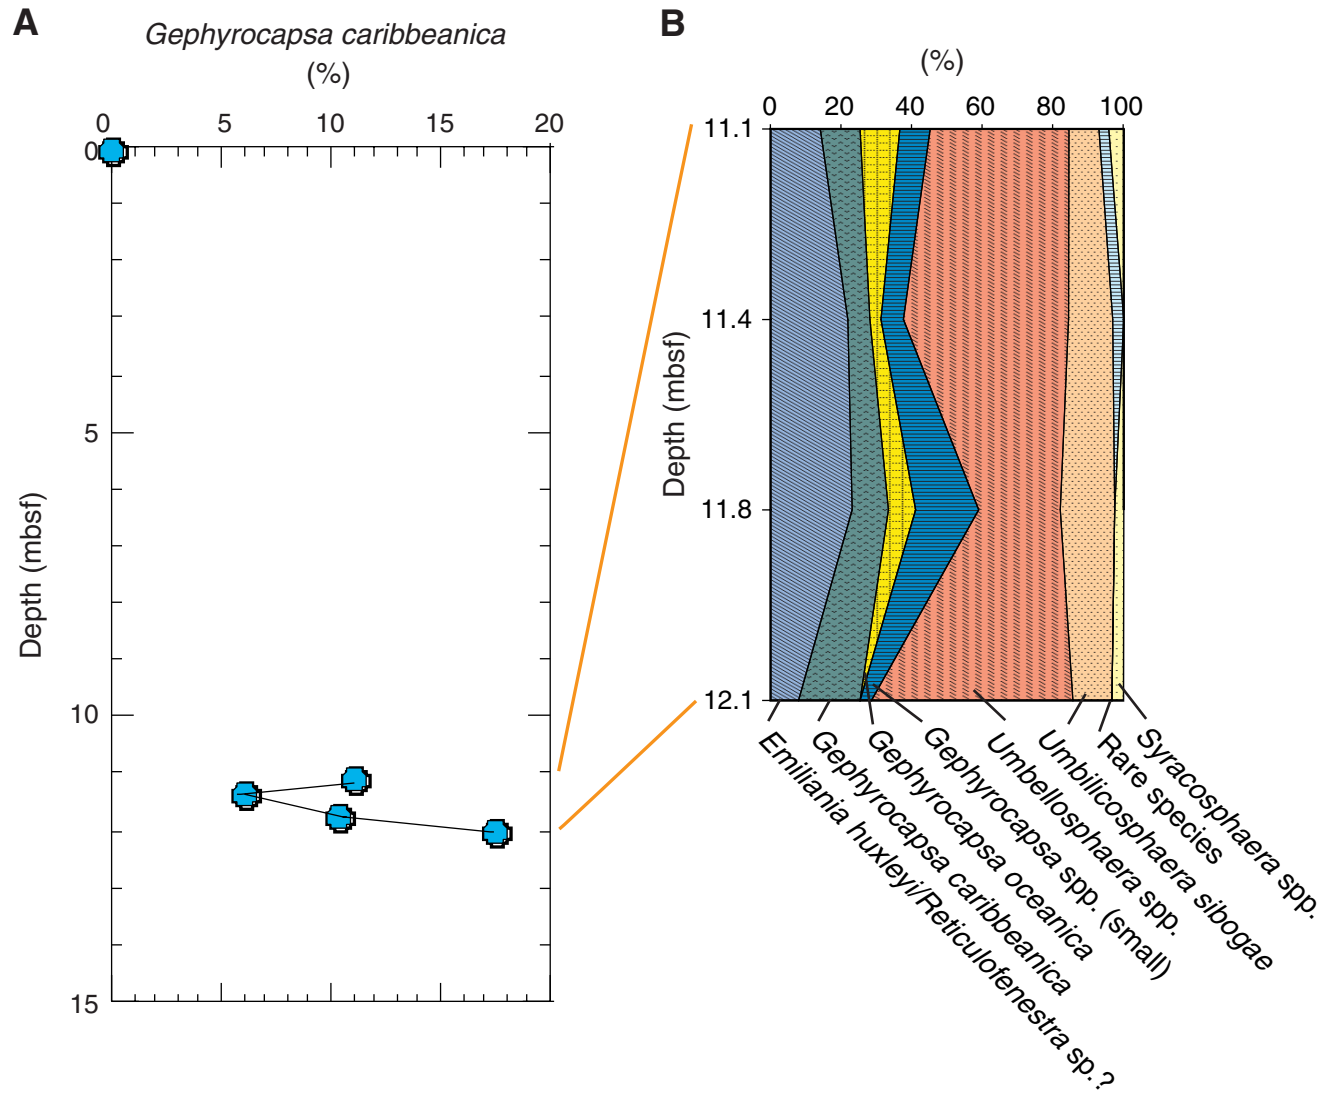 A
Gephyrocapsa caribbeanica
(%)
0 5 10 15 20
0
5
10
15
Depth (mbsf)
B
(%)
0 20 40 60 80 100
11.1
11.4
11.8
12.1
Depth (mbsf)
Emiliania huxleyi/Reticulofenestra sp.?
Gephyrocapsa caribbeanica
Gephyrocapsa oceanica
Gephyrocapsa spp. (small)
Umbellosphaera spp.
Umbilicosphaera sibogae
Rare species
Syracosphaera spp.